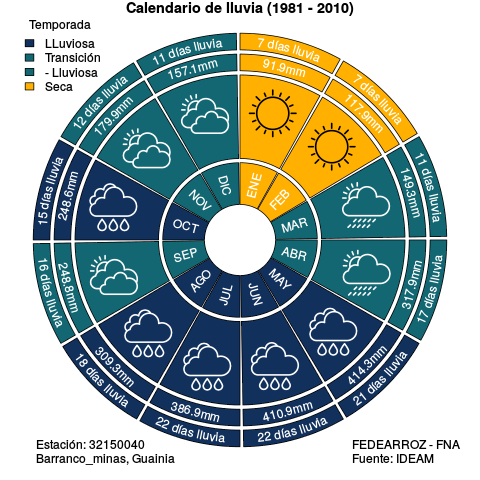 Calendario de lluvia (1981 - 2010)
Temporada
LLuviosa
Transición
- Lluviosa
Seca
7 días lluvia
91.9mm
ENE
7 días lluvia
117.9mm
FEB
11 días lluvia
149.3mm
MAR
17 días lluvia
317.9mm
ABR
21 días lluvia
414.3mm
MAY
22 días lluvia
410.9mm
JUN
22 días lluvia
386.9mm
JUL
18 días lluvia
309.3mm
AGO
16 días lluvia
248.8mm
SEP
15 días lluvia
248.6mm
OCT
12 días lluvia
179.9mm
NOV
11 días lluvia
157.1mm
DIC
Estación: 32150040
Barranco_minas, Guainia
FEDEARROZ - FNA
Fuente: IDEAM